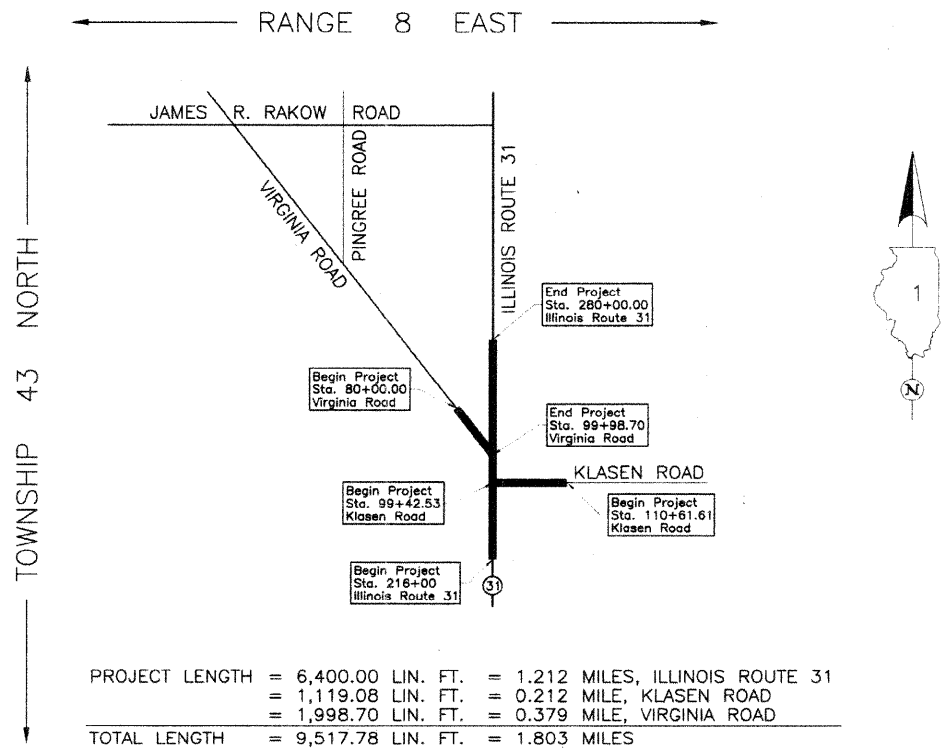 RANGE 8 EAST
TOWNSHIP 43 NORTH
JAMES R. RAKOW ROAD
PINGREE ROAD
VIRGINIA ROAD
ILLINOIS ROUTE 31
1
N
End Project
Sta. 280+00.00
Illinois Route 31
Begin Project
Sta. 80+00.00
Virginia Road
End Project
Sta. 99+98.70
Virginia Road
KLASEN ROAD
Begin Project
Sta. 99+42.53
Klasen Road
Begin Project
Sta. 110+61.61
Klasen Road
Begin Project
Sta. 216+00
Illinois Route 31
31
PROJECT LENGTH = 6,400.00 LIN. FT. = 1.212 MILES, ILLINOIS ROUTE 31
= 1,119.08 LIN. FT. = 0.212 MILE, KLASEN ROAD
= 1,998.70 LIN. FT. = 0.379 MILE, VIRGINIA ROAD
TOTAL LENGTH = 9,517.78 LIN. FT. = 1.803 MILES